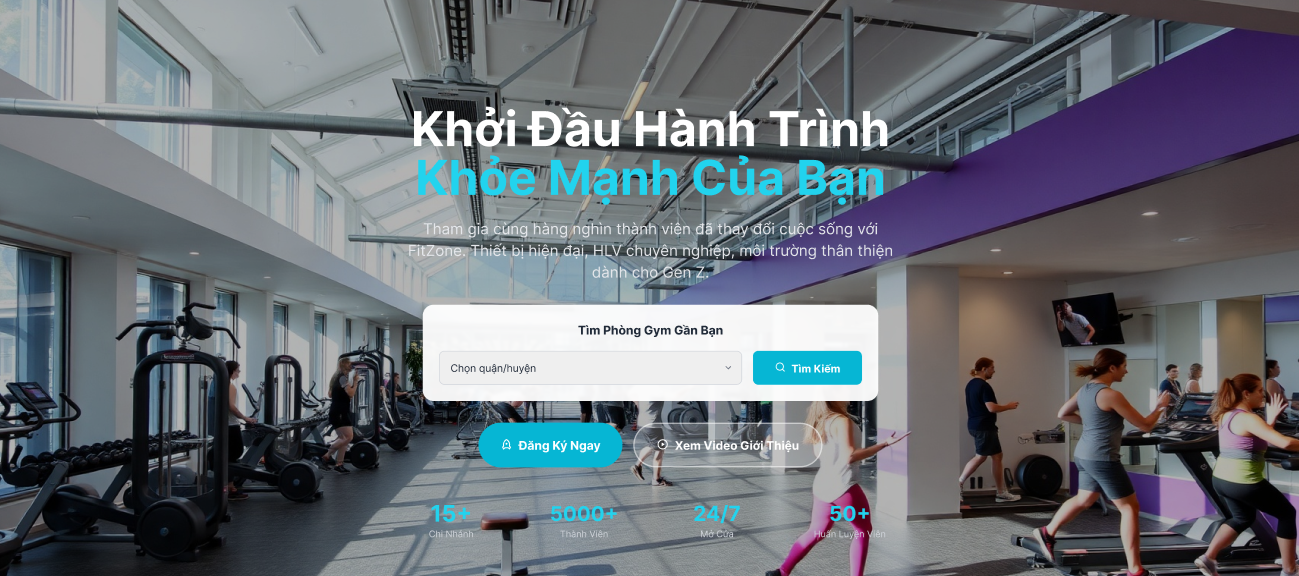 Khởi Đầu Hành Trình
Khỏe Mạnh Của Bạn
Tham gia cùng hàng nghìn thành viên đã thay đổi cuộc sống với
FitZone. Thiết bị hiện đại, HLV chuyên nghiệp, môi trường thân thiện
dành cho Gen Z.
Tìm Phòng Gym Gần Bạn
Chọn quận/huyện
Tìm Kiếm
Đăng Ký Ngay
Xem Video Giới Thiệu
15+
Chi Nhánh
5000+
Thành Viên
24/7
Mở Cửa
50+
Huấn Luyện Viên